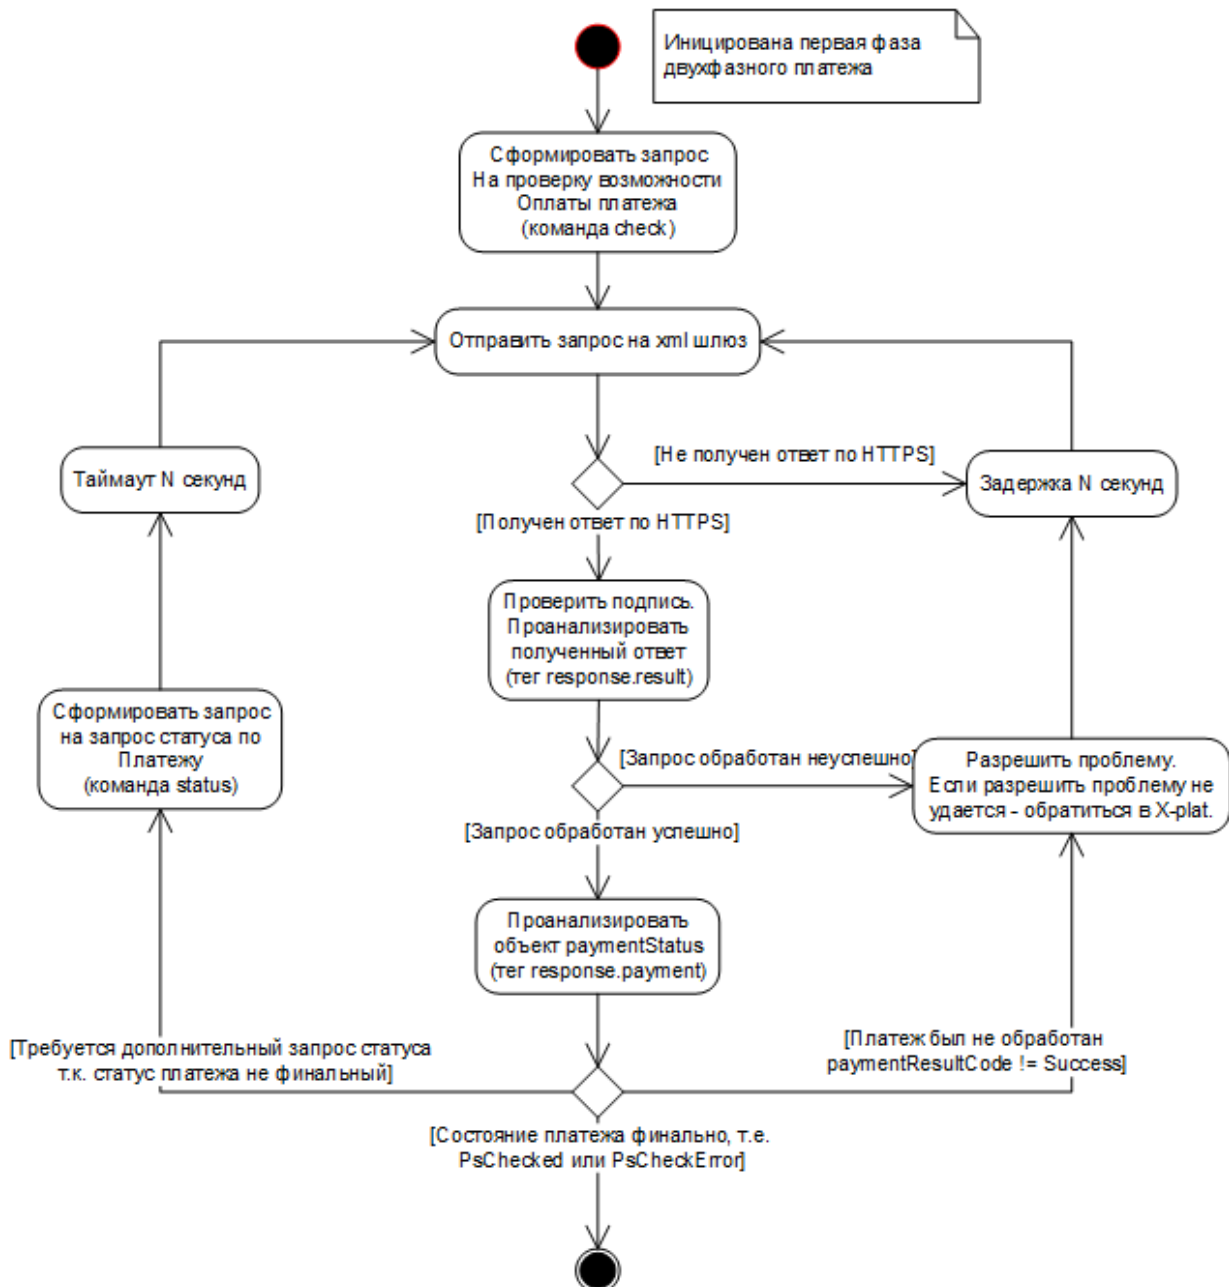 Иницирована первая фаза
двухфазного платежа
Сформировать запрос
На проверку возможности
Оплаты платежа
(команда check)
Отправить запрос на xml шлюз
[Не получен ответ по HTTPS]
Таймаут N секунд
Задержка N секунд
[Получен ответ по HTTPS]
Проверить подпись.
Проанализировать
полученный ответ
(тег response.result)
Сформировать запрос
на запрос статуса по
Платежу
(команда status)
[Запрос обработан неуспешно]
Разрешить проблему.
Если разрешить проблему не
удается - обратиться в X-plat.
[Запрос обработан успешно]
Проанализировать
объект paymentStatus
(тег response.payment)
[Требуется дополнительный запрос статуса
т.к. статус платежа не финальный]
[Платеж был не обработан
paymentResultCode != Success]
[Состояние платежа финально, т.е.
PsChecked или PsCheckError]